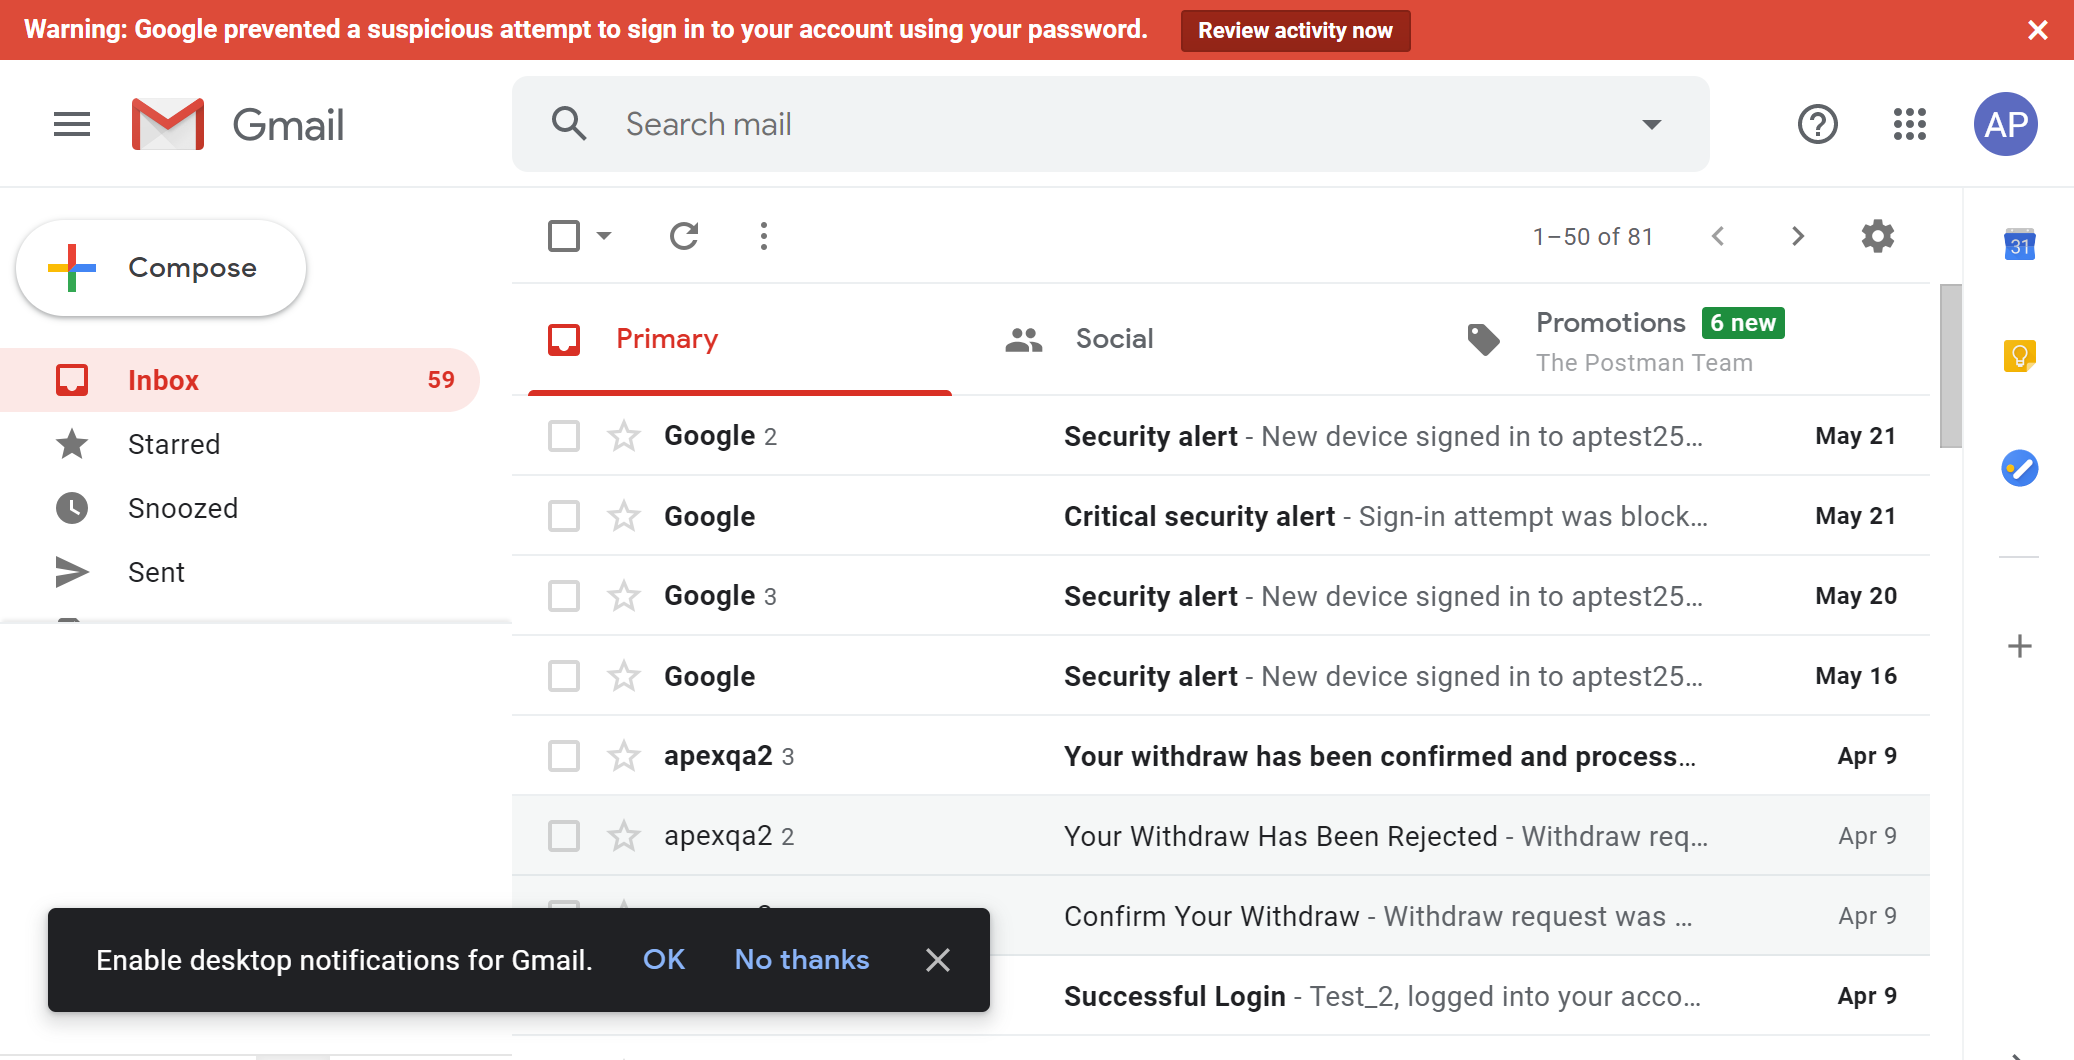 Warning: Google prevented a suspicious attempt to sign in to your account using your password. Review activity now
Gmail
Search mail
AP
Compose
1–50 of 81
31
Primary
Social
Promotions 6 new
The Postman Team
Inbox 59
Starred
Snoozed
Sent
Google 2 Security alert - New device signed in to aptest25… May 21
Google Critical security alert - Sign-in attempt was block… May 21
Google 3 Security alert - New device signed in to aptest25… May 20
Google Security alert - New device signed in to aptest25… May 16
apexqa2 3 Your withdraw has been confirmed and process… Apr 9
apexqa2 2 Your Withdraw Has Been Rejected - Withdraw req… Apr 9
Confirm Your Withdraw - Withdraw request was … Apr 9
Successful Login - Test_2, logged into your acco… Apr 9
Enable desktop notifications for Gmail. OK No thanks